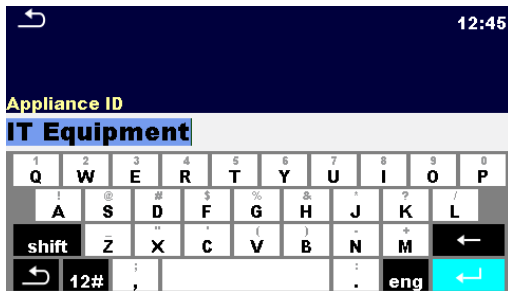 12:45
Appliance ID
IT Equipment
1 2 3 4 5 6 7 8 9 0
Q W E R T Y U I O P
! @ # $ % & * ? /
A S D F G H J K L
_ " ' ( ) - +
shift Z X C V B N M ←
; :
12# , . eng